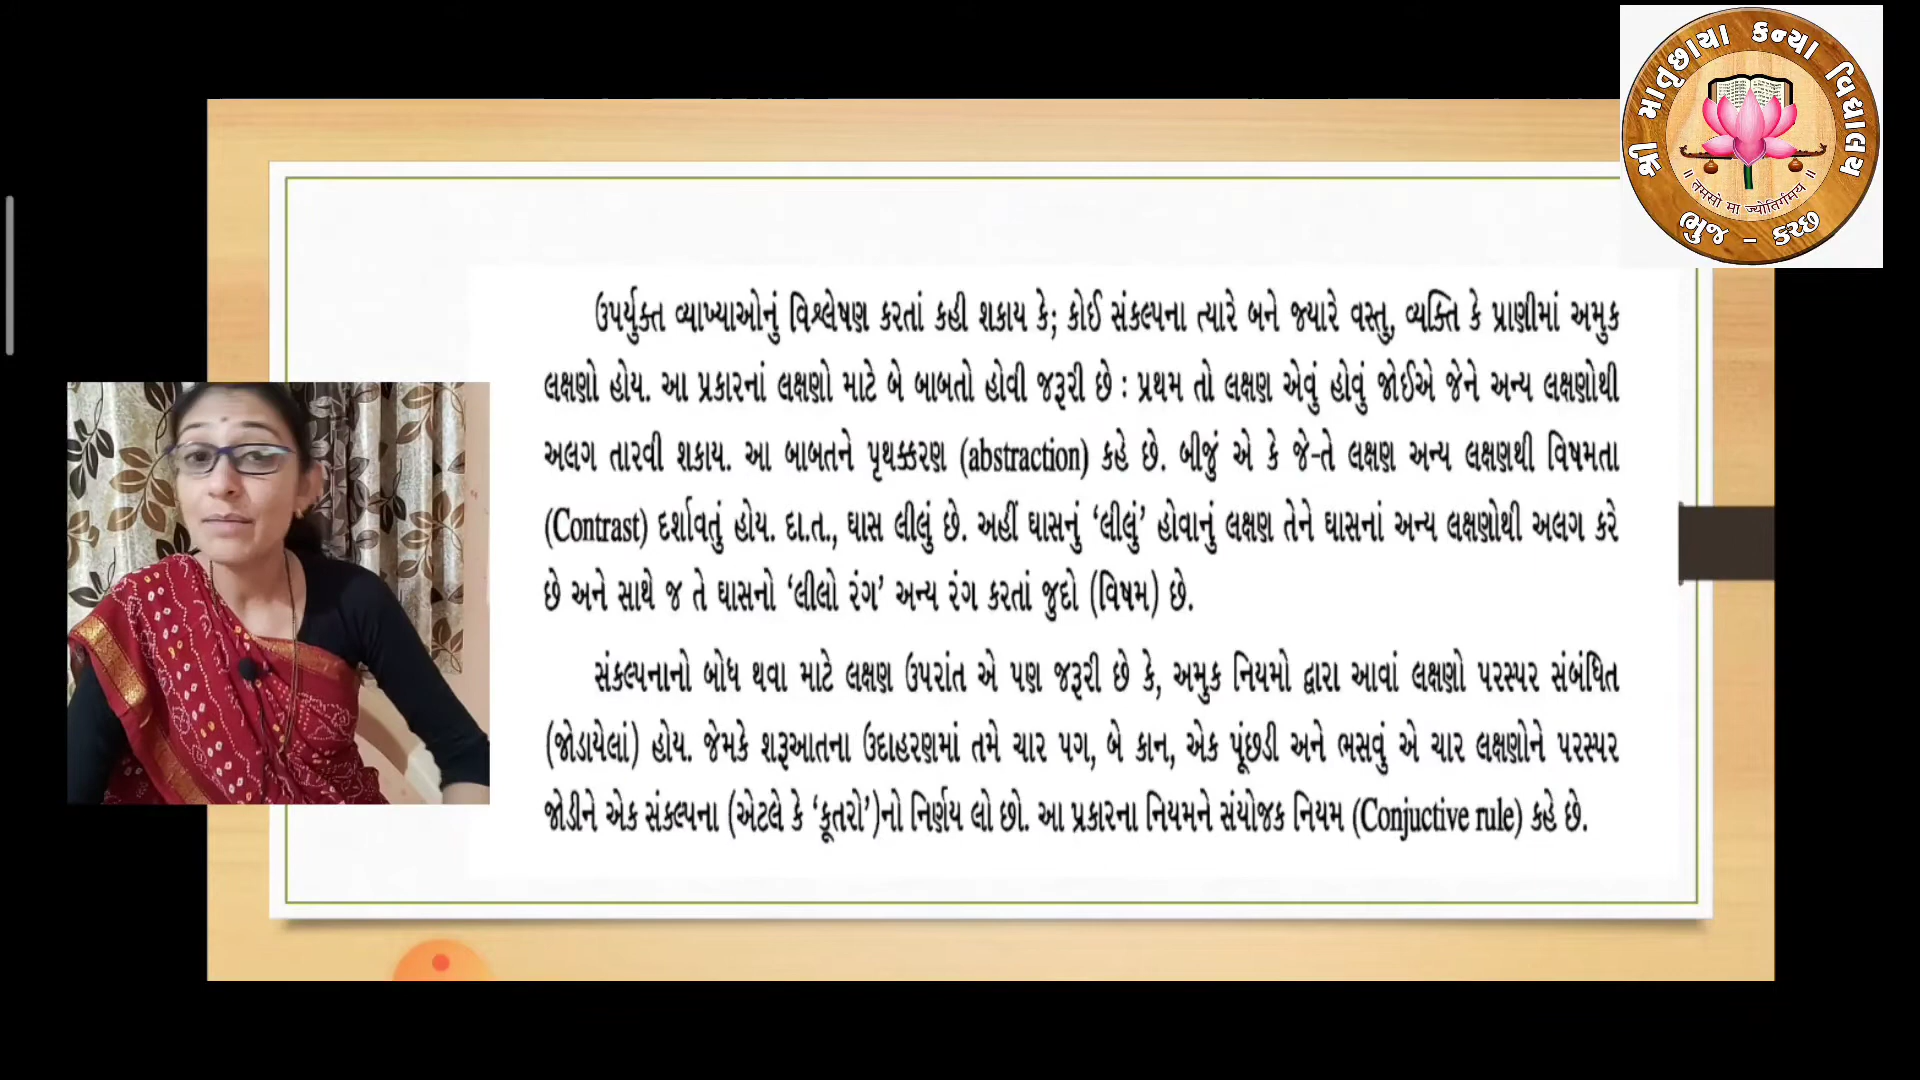 શ્રી માતૃછાયા કન્યા વિદ્યાલય
॥ તમસો મા જ્યોતિર્ગમય ॥
ભુજ - કચ્છ
ઉપર્યુક્ત વ્યાખ્યાઓનું વિશ્લેષણ કરતાં કહી શકાય કે; કોઈ સંકલ્પના ત્યારે બને જ્યારે વસ્તુ, વ્યક્તિ કે પ્રાણીમાં અમુક
લક્ષણો હોય. આ પ્રકારનાં લક્ષણો માટે બે બાબતો હોવી જરૂરી છે : પ્રથમ તો લક્ષણ એવું હોવું જોઈએ જેને અન્ય લક્ષણોથી
અલગ તારવી શકાય. આ બાબતને પૃથક્કરણ (abstraction) કહે છે. બીજું એ કે જે-તે લક્ષણ અન્ય લક્ષણથી વિષમતા
(Contrast) દર્શાવતું હોય. દા.ત., ઘાસ લીલું છે. અહીં ઘાસનું ‘લીલું’ હોવાનું લક્ષણ તેને ઘાસનાં અન્ય લક્ષણોથી અલગ કરે
છે અને સાથે જ તે ઘાસનો ‘લીલો રંગ’ અન્ય રંગ કરતાં જુદો (વિષમ) છે.
સંકલ્પનાનો બોધ થવા માટે લક્ષણ ઉપરાંત એ પણ જરૂરી છે કે, અમુક નિયમો દ્વારા આવાં લક્ષણો પરસ્પર સંબંધિત
(જોડાયેલાં) હોય. જેમકે શરૂઆતના ઉદાહરણમાં તમે ચાર પગ, બે કાન, એક પૂંછડી અને ભસવું એ ચાર લક્ષણોને પરસ્પર
જોડીને એક સંકલ્પના (એટલે કે ‘કૂતરો’)નો નિર્ણય લો છો. આ પ્રકારના નિયમને સંયોજક નિયમ (Conjuctive rule) કહે છે.